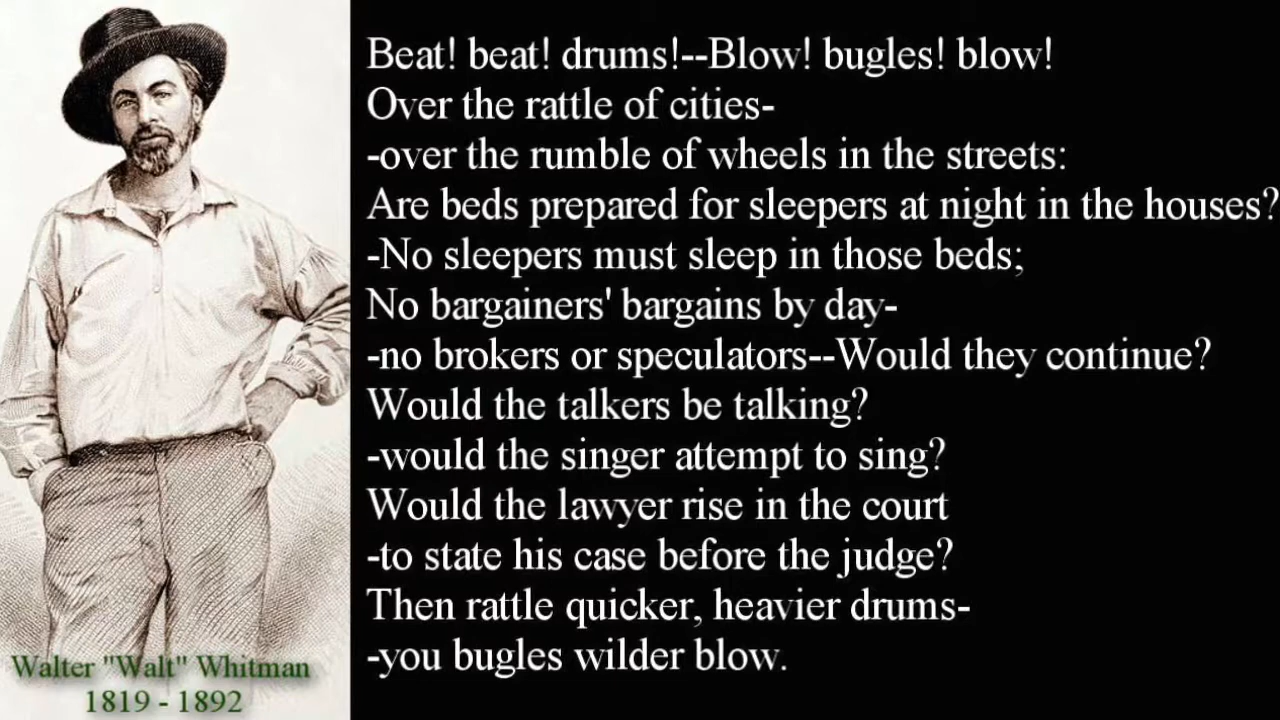 Beat! beat! drums!--Blow! bugles! blow!
Over the rattle of cities-
-over the rumble of wheels in the streets:
Are beds prepared for sleepers at night in the houses?
-No sleepers must sleep in those beds;
No bargainers' bargains by day-
-no brokers or speculators--Would they continue?
Would the talkers be talking?
-would the singer attempt to sing?
Would the lawyer rise in the court
-to state his case before the judge?
Then rattle quicker, heavier drums-
-you bugles wilder blow.
Walter "Walt" Whitman
1819 - 1892